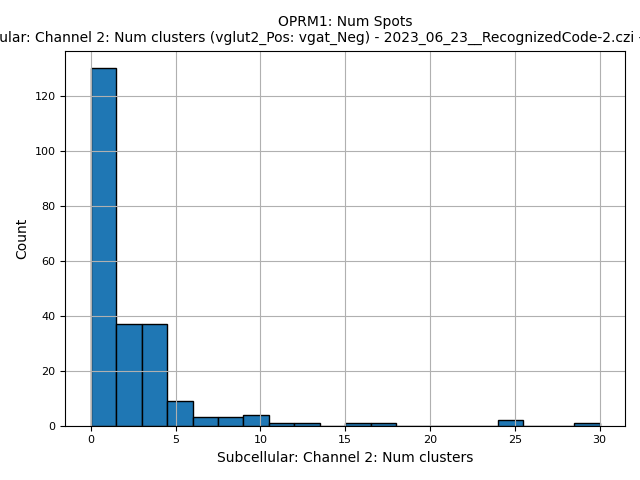 OPRM1: Num Spots
ular: Channel 2: Num clusters (vglut2_Pos: vgat_Neg) - 2023_06_23__RecognizedCode-2.czi -
120
100
80
60
40
20
0
Count
0 5 10 15 20 25 30
Subcellular: Channel 2: Num clusters